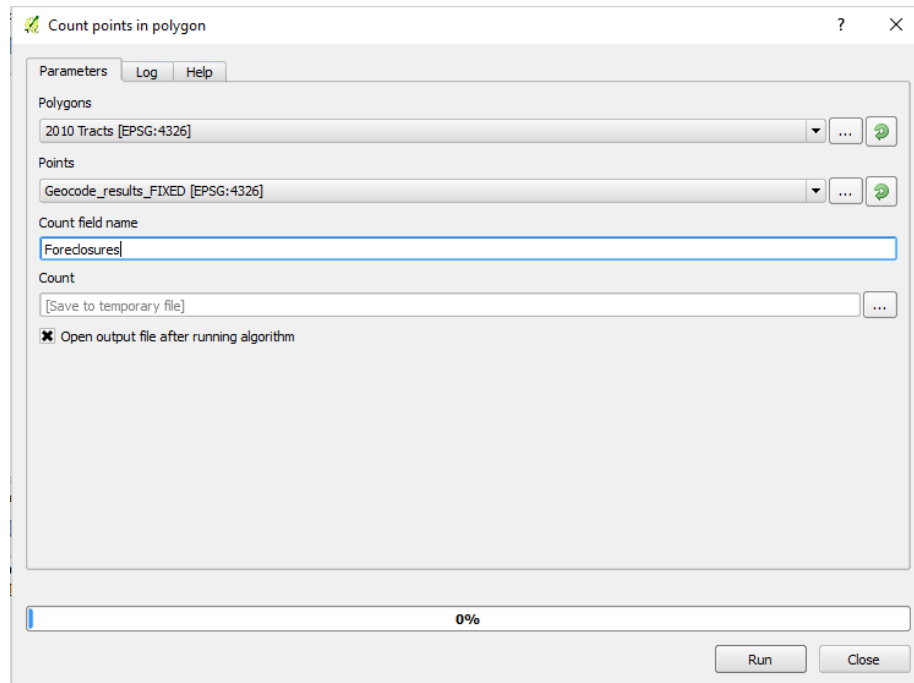 Count points in polygon ?
Parameters Log Help
Polygons
2010 Tracts [EPSG:4326] ...
Points
Geocode_results_FIXED [EPSG:4326] ...
Count field name
Foreclosures
Count
[Save to temporary file] ...
Open output file after running algorithm
0%
Run Close